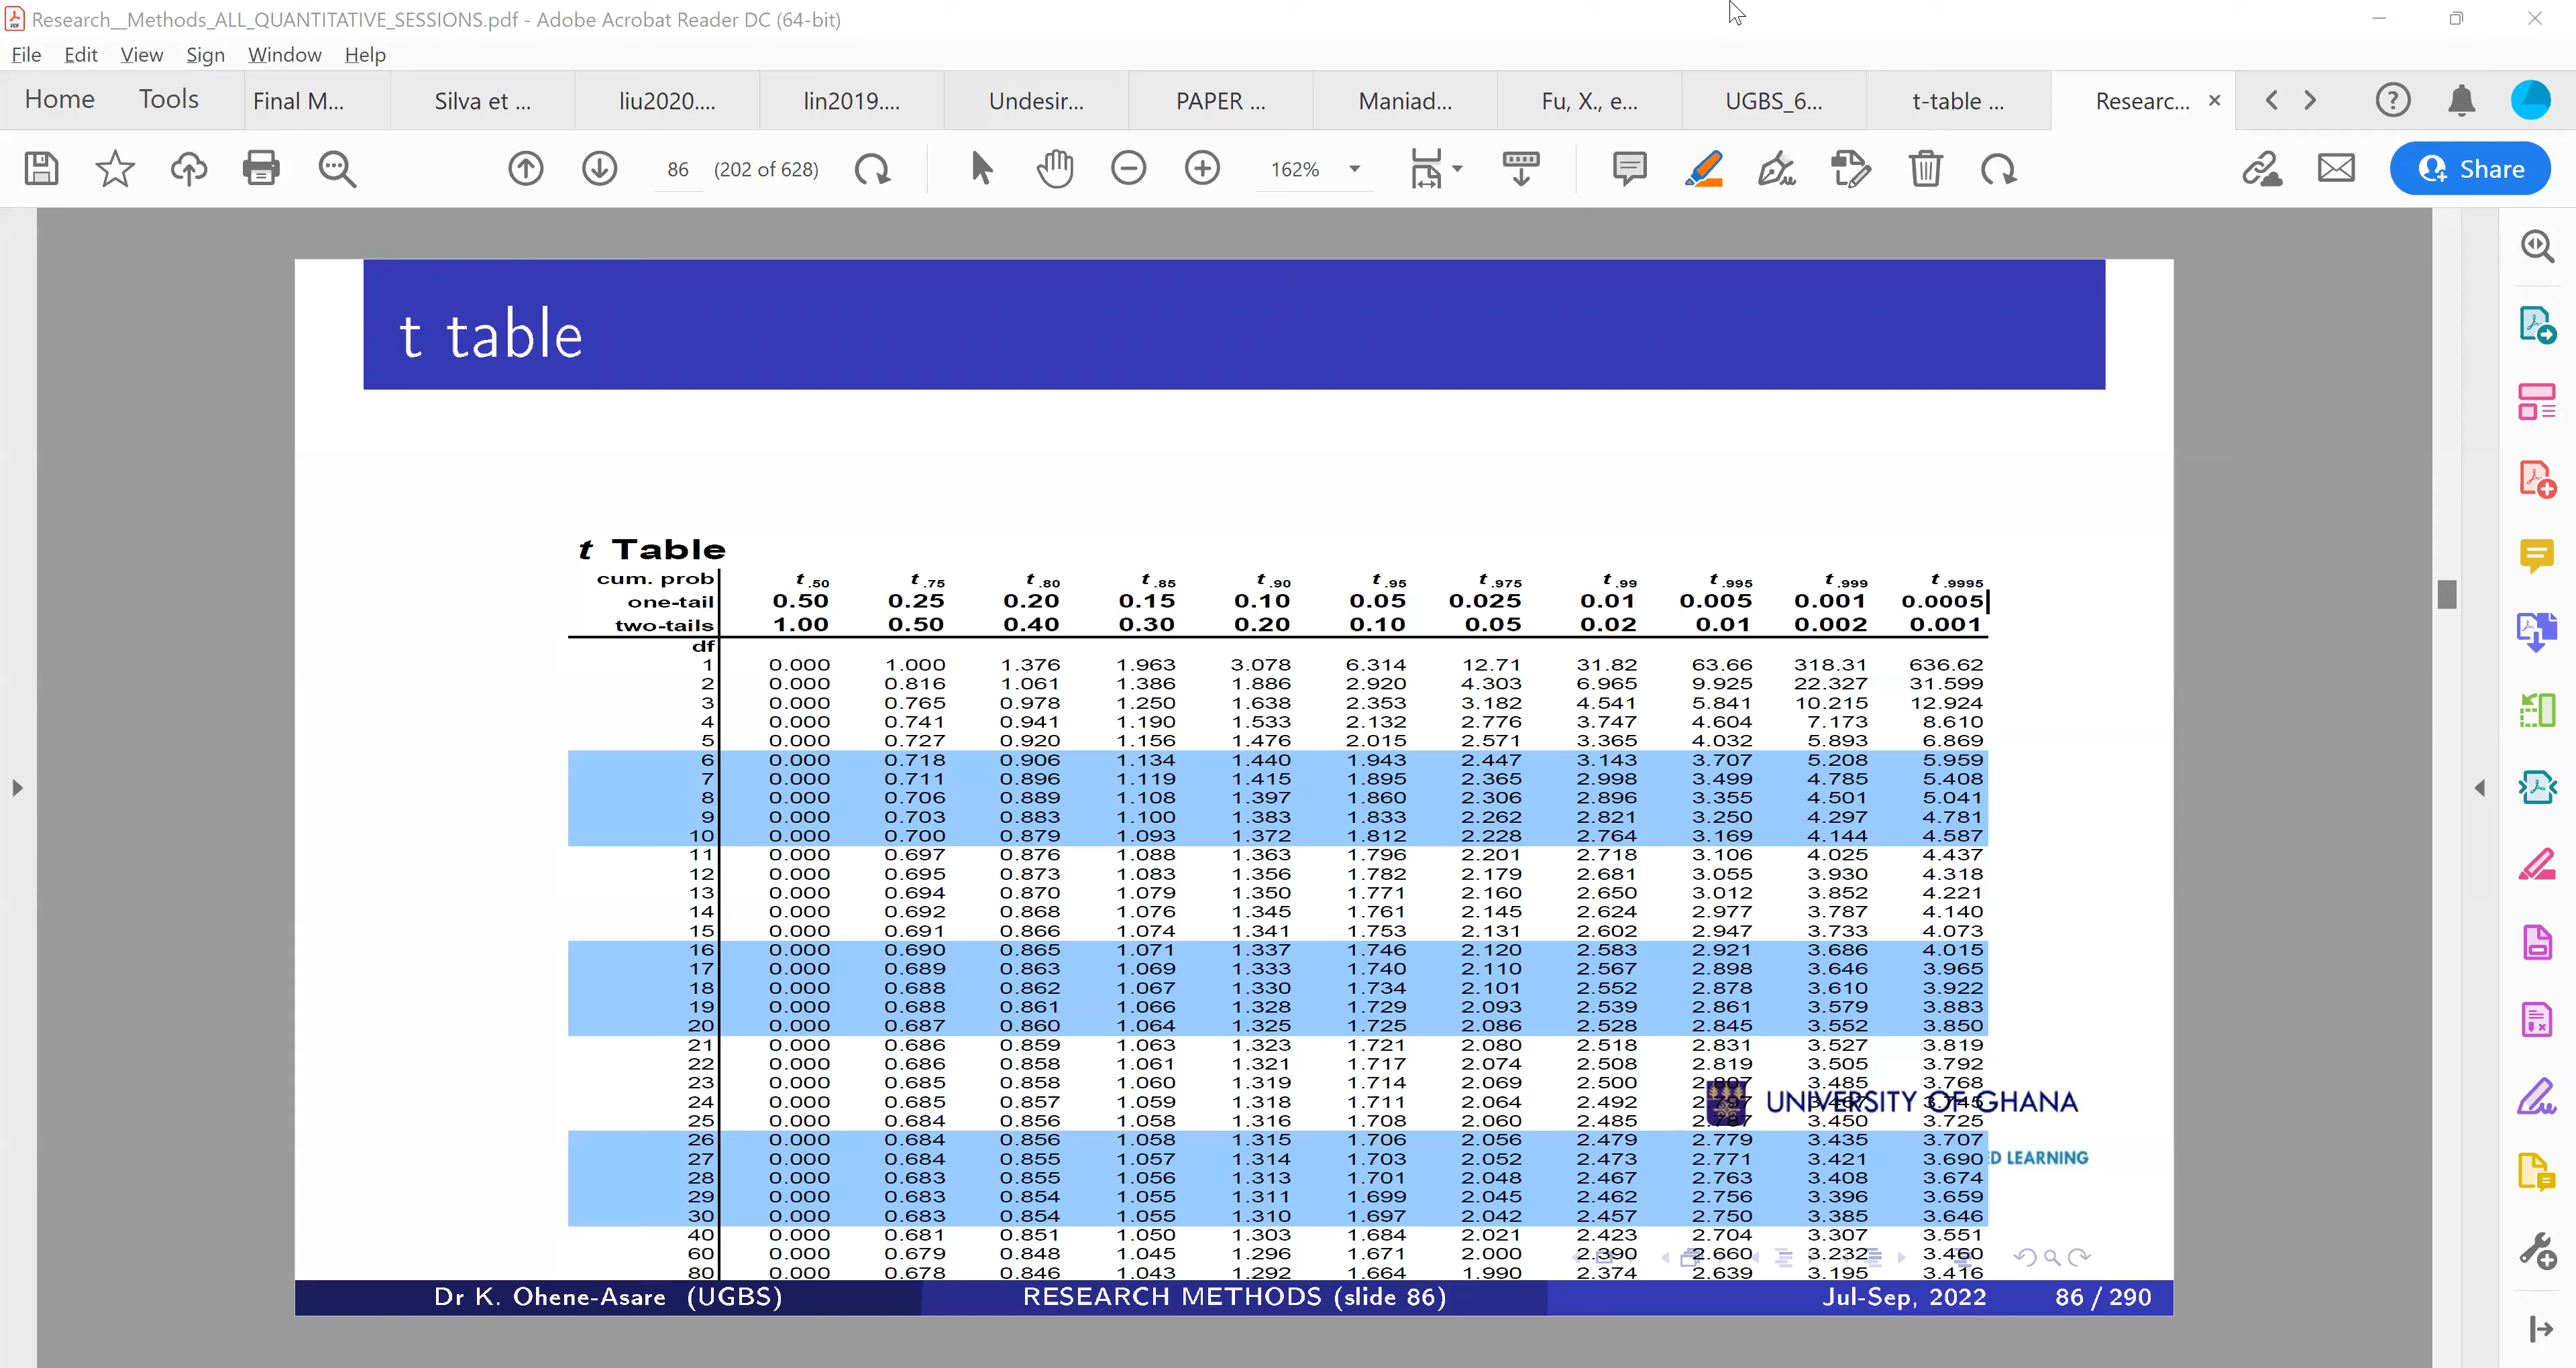 Research__Methods_ALL_QUANTITATIVE_SESSIONS.pdf - Adobe Acrobat Reader DC (64-bit)
File Edit View Sign Window Help
Home Tools Final M... Silva et ... liu2020.... lin2019.... Undesir... PAPER ... Maniad... Fu, X., e... UGBS_6... t-table ... Researc...
86 (202 of 628) 162% Share
t table
t Table
cum. prob t .50 t .75 t .80 t .85 t .90 t .95 t .975 t .99 t .995 t .999 t .9995
one-tail 0.50 0.25 0.20 0.15 0.10 0.05 0.025 0.01 0.005 0.001 0.0005
two-tails 1.00 0.50 0.40 0.30 0.20 0.10 0.05 0.02 0.01 0.002 0.001
df
1 0.000 1.000 1.376 1.963 3.078 6.314 12.71 31.82 63.66 318.31 636.62
2 0.000 0.816 1.061 1.386 1.886 2.920 4.303 6.965 9.925 22.327 31.599
3 0.000 0.765 0.978 1.250 1.638 2.353 3.182 4.541 5.841 10.215 12.924
4 0.000 0.741 0.941 1.190 1.533 2.132 2.776 3.747 4.604 7.173 8.610
5 0.000 0.727 0.920 1.156 1.476 2.015 2.571 3.365 4.032 5.893 6.869
6 0.000 0.718 0.906 1.134 1.440 1.943 2.447 3.143 3.707 5.208 5.959
7 0.000 0.711 0.896 1.119 1.415 1.895 2.365 2.998 3.499 4.785 5.408
8 0.000 0.706 0.889 1.108 1.397 1.860 2.306 2.896 3.355 4.501 5.041
9 0.000 0.703 0.883 1.100 1.383 1.833 2.262 2.821 3.250 4.297 4.781
10 0.000 0.700 0.879 1.093 1.372 1.812 2.228 2.764 3.169 4.144 4.587
11 0.000 0.697 0.876 1.088 1.363 1.796 2.201 2.718 3.106 4.025 4.437
12 0.000 0.695 0.873 1.083 1.356 1.782 2.179 2.681 3.055 3.930 4.318
13 0.000 0.694 0.870 1.079 1.350 1.771 2.160 2.650 3.012 3.852 4.221
14 0.000 0.692 0.868 1.076 1.345 1.761 2.145 2.624 2.977 3.787 4.140
15 0.000 0.691 0.866 1.074 1.341 1.753 2.131 2.602 2.947 3.733 4.073
16 0.000 0.690 0.865 1.071 1.337 1.746 2.120 2.583 2.921 3.686 4.015
17 0.000 0.689 0.863 1.069 1.333 1.740 2.110 2.567 2.898 3.646 3.965
18 0.000 0.688 0.862 1.067 1.330 1.734 2.101 2.552 2.878 3.610 3.922
19 0.000 0.688 0.861 1.066 1.328 1.729 2.093 2.539 2.861 3.579 3.883
20 0.000 0.687 0.860 1.064 1.325 1.725 2.086 2.528 2.845 3.552 3.850
21 0.000 0.686 0.859 1.063 1.323 1.721 2.080 2.518 2.831 3.527 3.819
22 0.000 0.686 0.858 1.061 1.321 1.717 2.074 2.508 2.819 3.505 3.792
23 0.000 0.685 0.858 1.060 1.319 1.714 2.069 2.500 2.807 3.485 3.768
24 0.000 0.685 0.857 1.059 1.318 1.711 2.064 2.492 3.467 3.745
UNIVERSITY OF GHANA
25 0.000 0.684 0.856 1.058 1.316 1.708 2.060 2.485 2.787 3.450 3.725
26 0.000 0.684 0.856 1.058 1.315 1.706 2.056 2.479 2.779 3.435 3.707
27 0.000 0.684 0.855 1.057 1.314 1.703 2.052 2.473 2.771 3.421 3.690
D LEARNING
28 0.000 0.683 0.855 1.056 1.313 1.701 2.048 2.467 2.763 3.408 3.674
29 0.000 0.683 0.854 1.055 1.311 1.699 2.045 2.462 2.756 3.396 3.659
30 0.000 0.683 0.854 1.055 1.310 1.697 2.042 2.457 2.750 3.385 3.646
40 0.000 0.681 0.851 1.050 1.303 1.684 2.021 2.423 2.704 3.307 3.551
60 0.000 0.679 0.848 1.045 1.296 1.671 2.000 2.390 2.660 3.232 3.460
80 0.000 0.678 0.846 1.043 1.292 1.664 1.990 2.374 2.639 3.195 3.416
Dr K. Ohene-Asare (UGBS) RESEARCH METHODS (slide 86) Jul-Sep, 2022 86 / 290